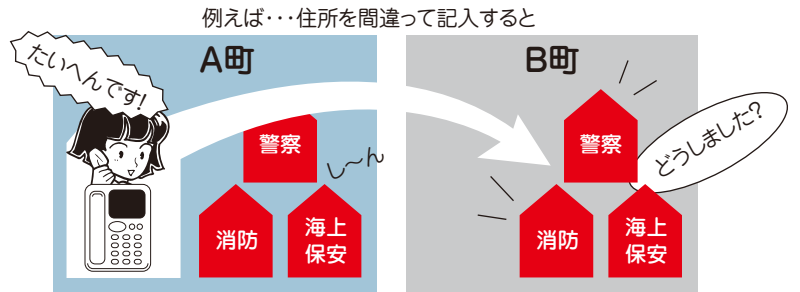 例えば･･･住所を間違って記入すると
A町
B町
たいへんです!
警察
し〜ん
消防
海上
保安
警察
どうしました?
消防
海上
保安